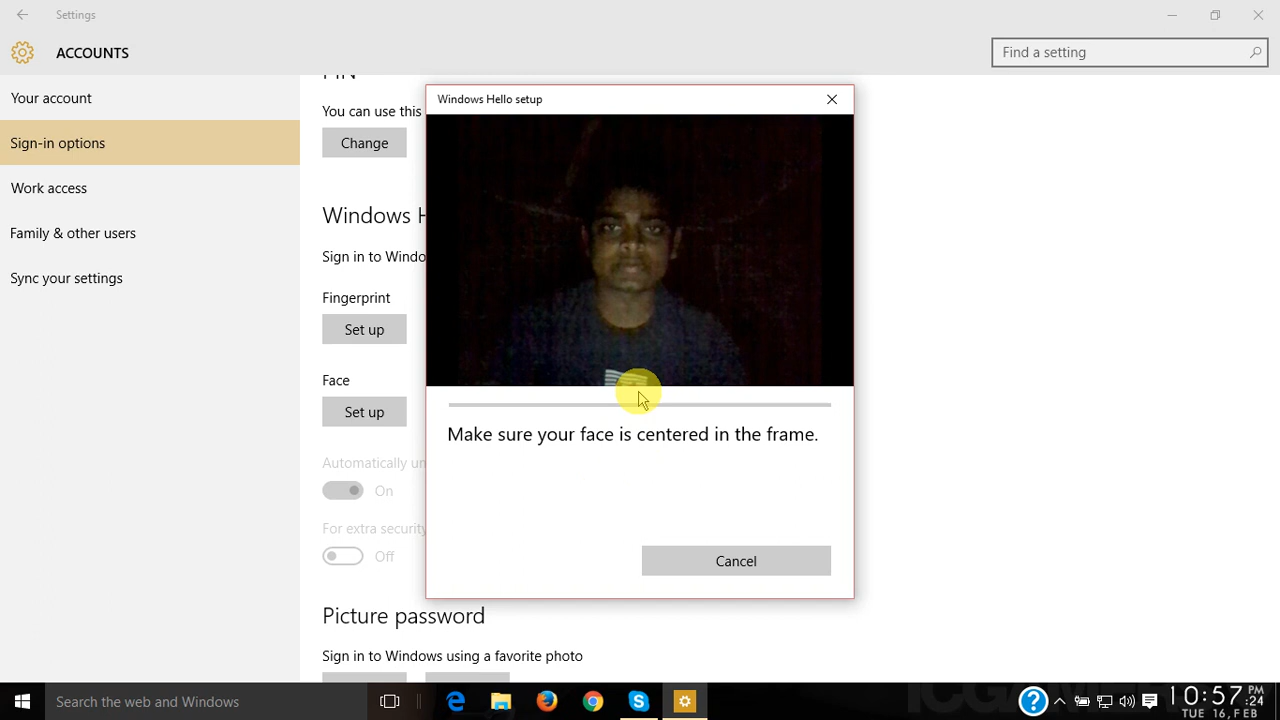 Settings
ACCOUNTS
Find a setting
Your account
Sign-in options
Work access
Family & other users
Sync your settings
PIN
You can use this
Change
Windows H
Sign in to Windo
Fingerprint
Set up
Face
Set up
Automatically un
On
For extra security
Off
Picture password
Sign in to Windows using a favorite photo
Windows Hello setup
Make sure your face is centered in the frame.
Cancel
Search the web and Windows
10:57 PM
:24
TUE 16, FEB